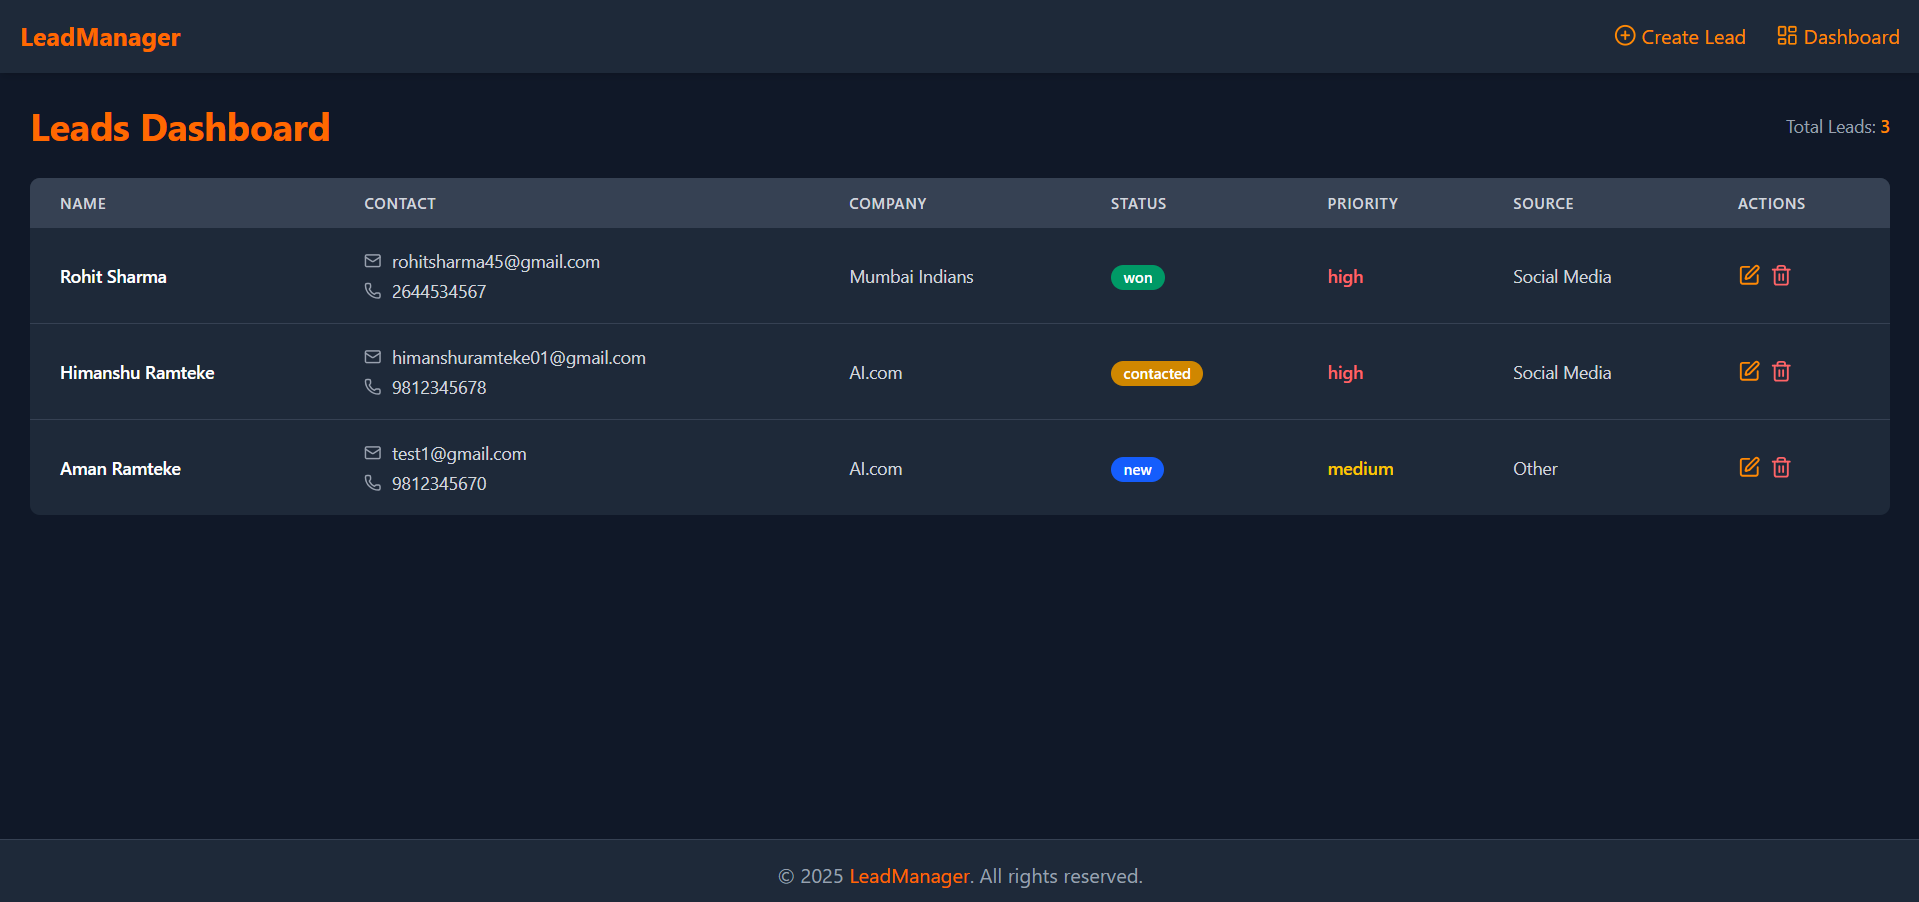 LeadManager
Create Lead Dashboard
Leads Dashboard
Total Leads: 3
NAME CONTACT COMPANY STATUS PRIORITY SOURCE ACTIONS
rohitsharma45@gmail.com
Rohit Sharma Mumbai Indians won high Social Media
2644534567
himanshuramteke01@gmail.com
Himanshu Ramteke AI.com contacted high Social Media
9812345678
test1@gmail.com
Aman Ramteke AI.com new medium Other
9812345670
© 2025 LeadManager. All rights reserved.